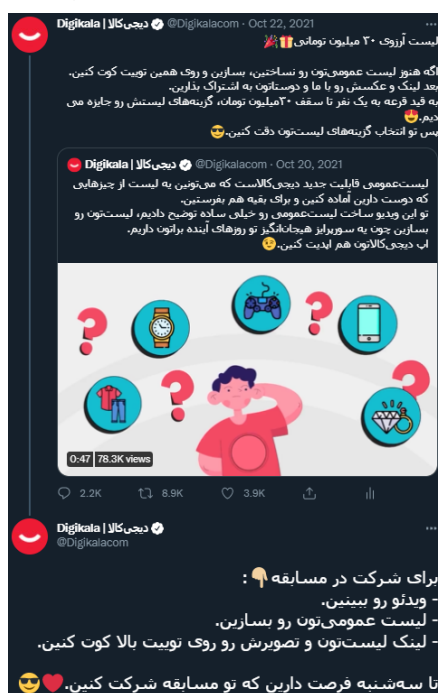 Digikala | دیجی‌کالا @Digikalacom · Oct 22, 2021
لیست آرزوی ۳۰ میلیون تومانی🎁🎉
اگه هنوز لیست عمومی‌تون رو نساختین، بسازین و روی همین توییت کوت کنین.
بعد لینک و عکسش رو با ما و دوستاتون به اشتراک بذارین.
به قید قرعه به یک نفر تا سقف ۳۰میلیون تومان، گزینه‌های لیستش رو جایزه می
دیم.😍
پس تو انتخاب گزینه‌های لیست‌تون دقت کنین.😎
Digikala | دیجی‌کالا @Digikalacom · Oct 20, 2021
لیست‌عمومی قابلیت جدید دیجی‌کالاست که می‌تونین یه لیست از چیزهایی
که دوست دارین آماده کنین و برای بقیه هم بفرستین.
تو این ویدیو ساخت لیست‌عمومی رو خیلی ساده توضیح دادیم، لیست‌تون رو
بسازین چون یه سورپرایز هیجان‌انگیز تو روزهای آینده براتون داریم.
اپ دیجی‌کالاتون هم آپدیت کنین.😉
? ? ? ?
0:47 78.3K views
2.2K 8.9K 3.9K
Digikala | دیجی‌کالا
@Digikalacom
برای شرکت در مسابقه👇🏼:
- ویدئو رو ببینین.
- لیست عمومی‌تون رو بسازین.
- لینک لیست‌تون و تصویرش رو روی توییت بالا کوت کنین.
تا سه‌شنبه فرصت دارین که تو مسابقه شرکت کنین.❤️😎